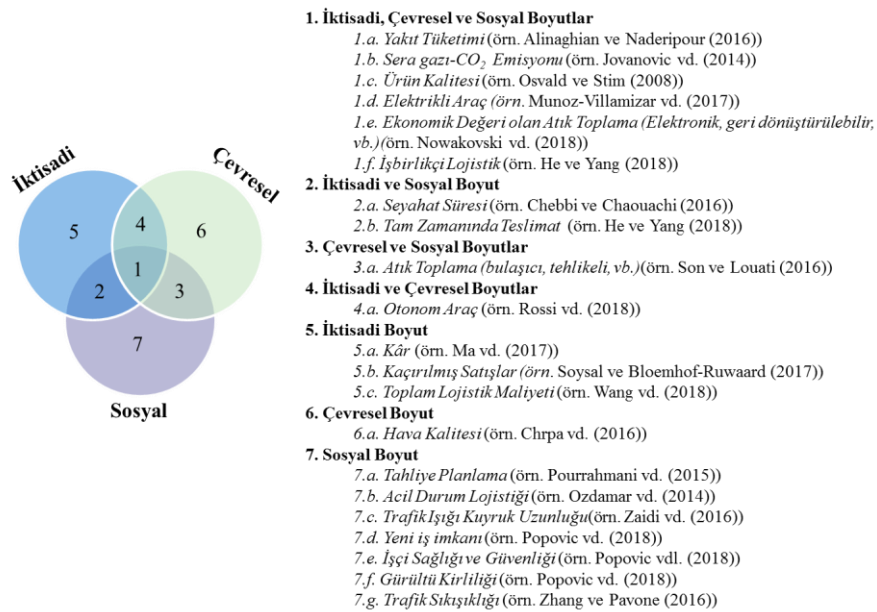 İktisadi
Çevresel
5
4
6
1
2
3
7
Sosyal
1. İktisadi, Çevresel ve Sosyal Boyutlar
1.a. Yakıt Tüketimi (örn. Alinaghian ve Naderipour (2016))
1.b. Sera gazı-CO₂ Emisyonu (örn. Jovanovic vd. (2014))
1.c. Ürün Kalitesi (örn. Osvald ve Stim (2008))
1.d. Elektrikli Araç (örn. Munoz-Villamizar vd. (2017))
1.e. Ekonomik Değeri olan Atık Toplama (Elektronik, geri dönüştürülebilir,
vb.)(örn. Nowakovski vd. (2018))
1.f. İşbirlikçi Lojistik (örn. He ve Yang (2018))
2. İktisadi ve Sosyal Boyut
2.a. Seyahat Süresi (örn. Chebbi ve Chaouachi (2016))
2.b. Tam Zamanında Teslimat (örn. He ve Yang (2018))
3. Çevresel ve Sosyal Boyutlar
3.a. Atık Toplama (bulaşıcı, tehlikeli, vb.)(örn. Son ve Louati (2016))
4. İktisadi ve Çevresel Boyutlar
4.a. Otonom Araç (örn. Rossi vd. (2018))
5. İktisadi Boyut
5.a. Kâr (örn. Ma vd. (2017))
5.b. Kaçırılmış Satışlar (örn. Soysal ve Bloemhof-Ruwaard (2017))
5.c. Toplam Lojistik Maliyeti (örn. Wang vd. (2018))
6. Çevresel Boyut
6.a. Hava Kalitesi (örn. Chrpa vd. (2016))
7. Sosyal Boyut
7.a. Tahliye Planlama (örn. Pourrahmani vd. (2015))
7.b. Acil Durum Lojistiği (örn. Ozdamar vd. (2014))
7.c. Trafik Işığı Kuyruk Uzunluğu(örn. Zaidi vd. (2016))
7.d. Yeni iş imkanı (örn. Popovic vd. (2018))
7.e. İşçi Sağlığı ve Güvenliği (örn. Popovic vdl. (2018))
7.f. Gürültü Kirliliği (örn. Popovic vd. (2018))
7.g. Trafik Sıkışıklığı (örn. Zhang ve Pavone (2016))